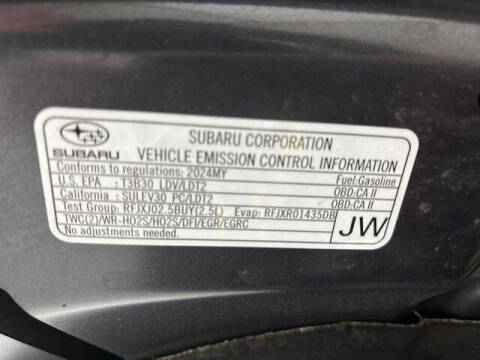 SUBARU CORPORATION
SUBARU VEHICLE EMISSION CONTROL INFORMATION
Conforms to regulations: 2024MY Fuel:Gasoline
U.S. EPA : T3B30 LDV/LDT2 OBD:CA II
California : SULEV30 PC/LDT2 OBD:CA II
Test Group: RFJXJ02.5BUY(2.5L) Evap: RFJXR01435DB
TWC(2)/WR-HO2S/HO2S/DFI/EGR/EGRC
No adjustments needed.
JW